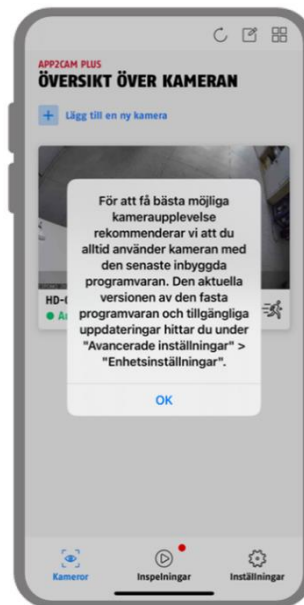 APP2CAM PLUS
ÖVERSIKT ÖVER KAMERAN
+ Lägg till en ny kamera
För att få bästa möjliga
kameraupplevelse
rekommenderar vi att du
alltid använder kameran med
den senaste inbyggda
programvaran. Den aktuella
versionen av den fasta
programvaran och tillgängliga
uppdateringar hittar du under
"Avancerade inställningar" >
"Enhetsinställningar".
OK
Kameror
Inspelningar
Inställningar